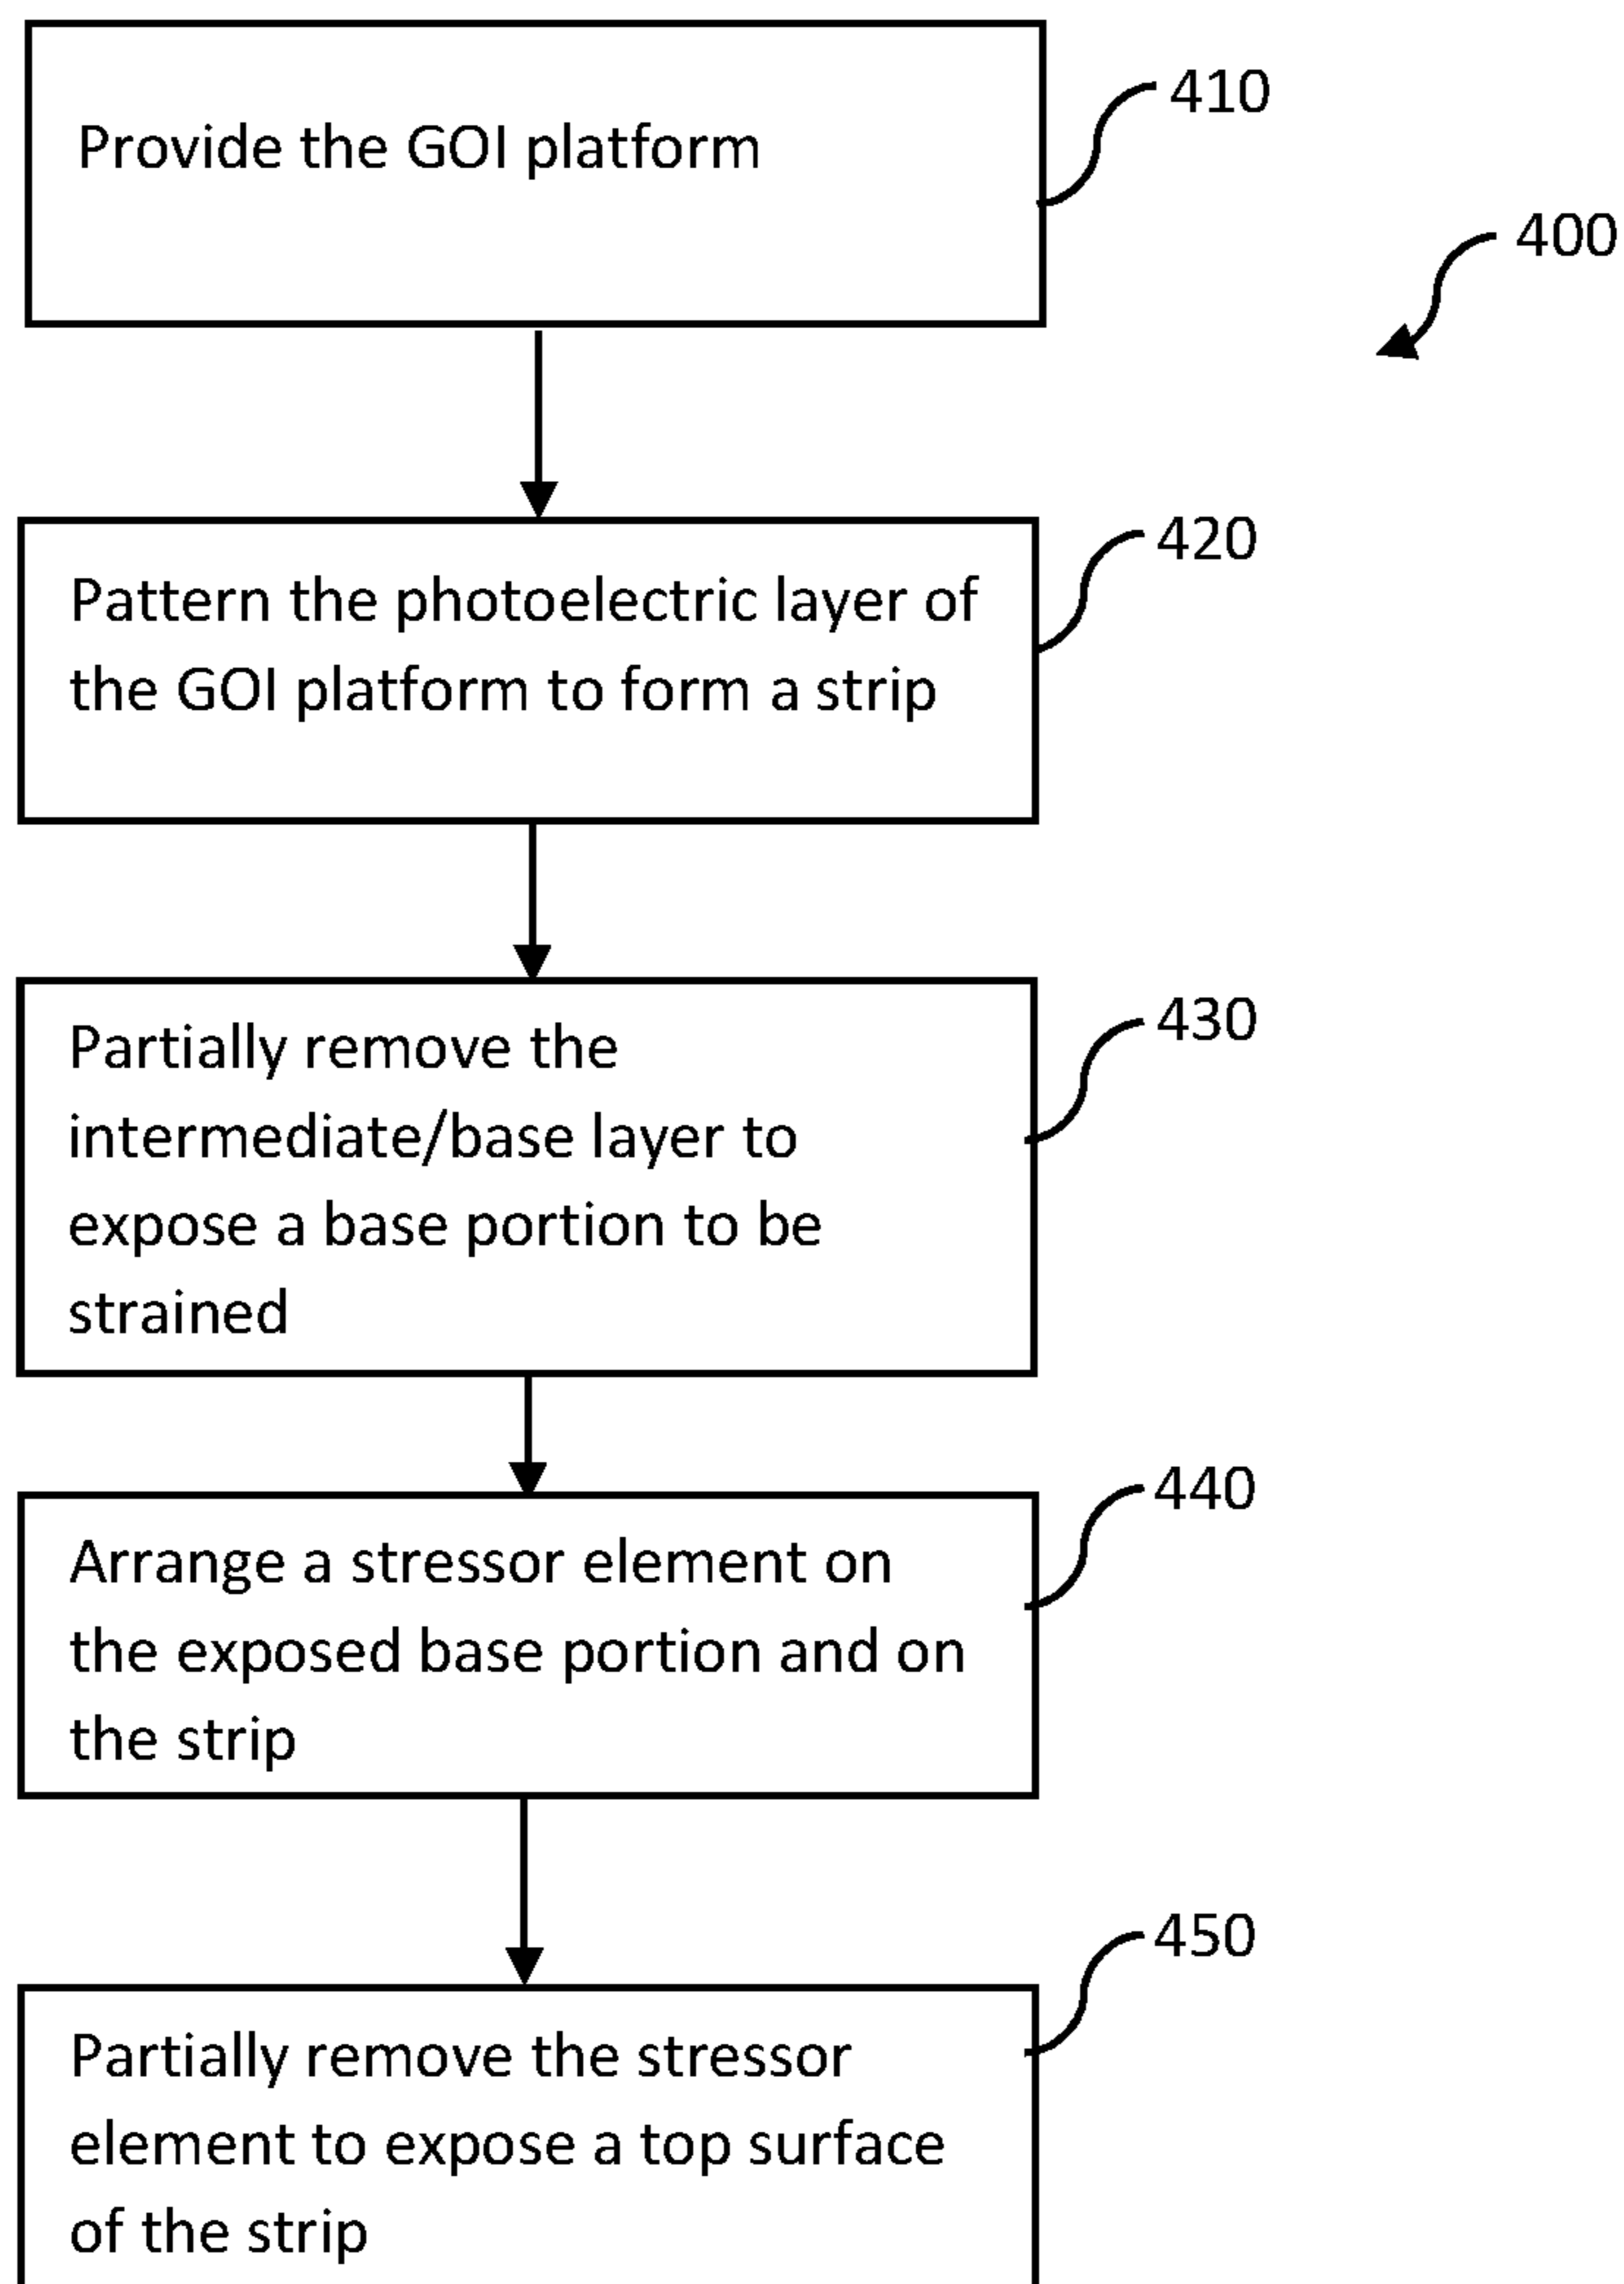 Provide the GOI platform
410
400
Pattern the photoelectric layer of
the GOI platform to form a strip
420
Partially remove the
intermediate/base layer to
expose a base portion to be
strained
430
Arrange a stressor element on
the exposed base portion and on
the strip
440
Partially remove the stressor
element to expose a top surface
of the strip
450